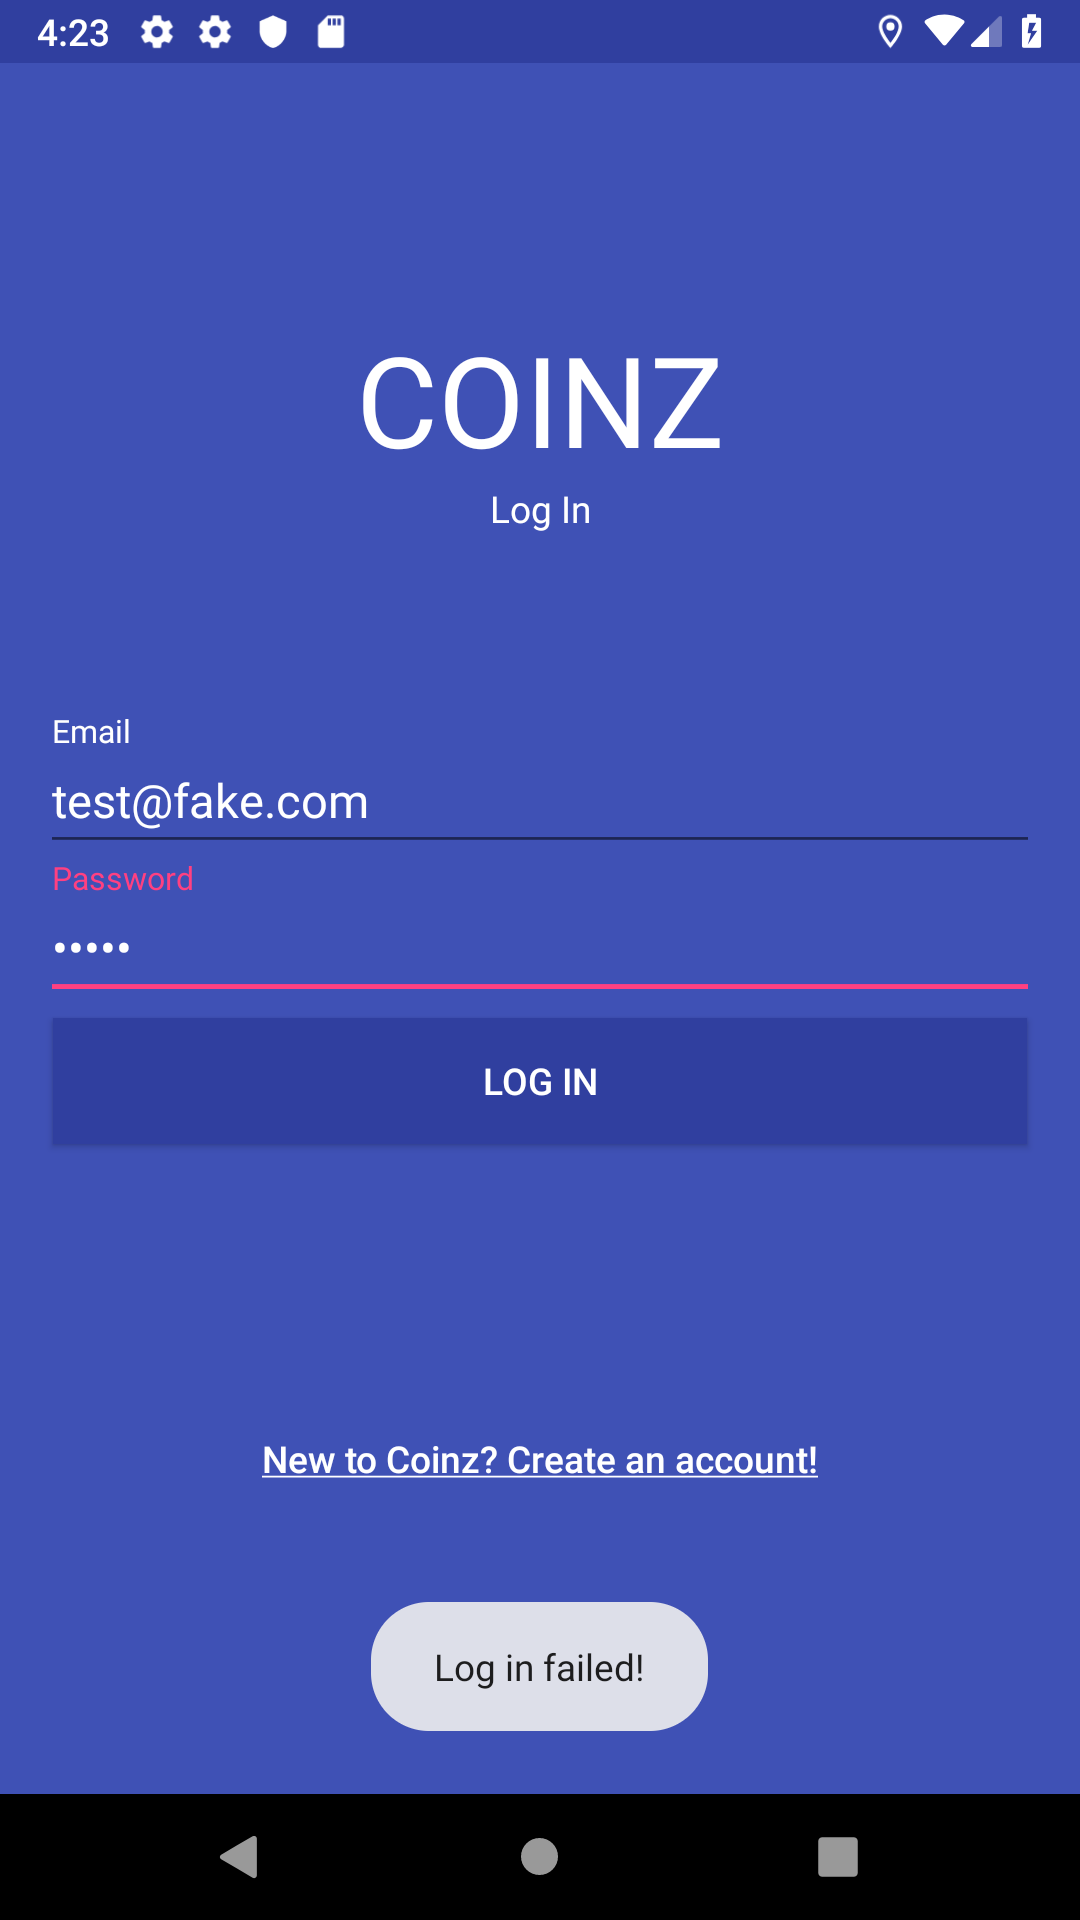 4:23
COINZ
Log In
Email
test@fake.com
Password
•••••
LOG IN
New to Coinz? Create an account!
Log in failed!